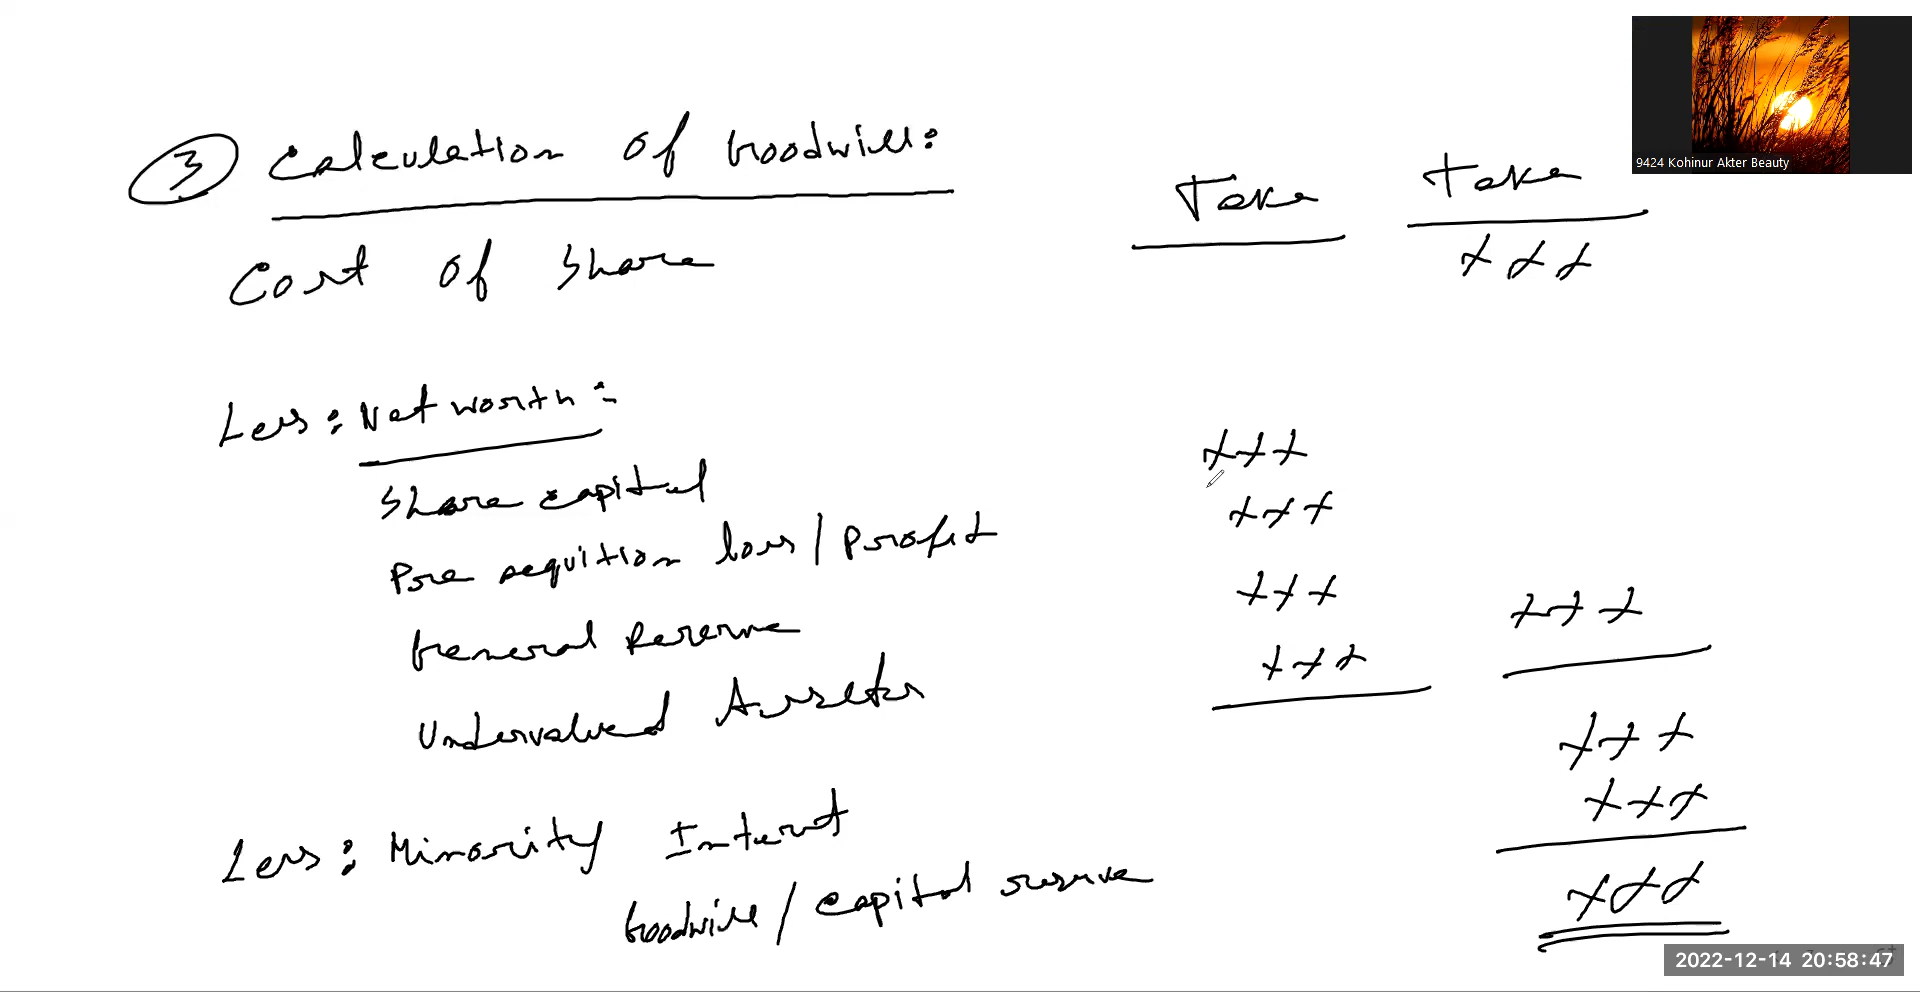 9424 Kohinur Akter Beauty
③ Calculation of Goodwill:
Taka Taka
Cost of Share xxx
Less: Net worth:
Share capital xxx
Pre acquition loss / Profit xxx
General Reserve xxx xxx
Undervalued Assets xxx
xxx
Less: Minority Interest xxx
Goodwill / capital reserve xxx
2022-12-14 20:58:47